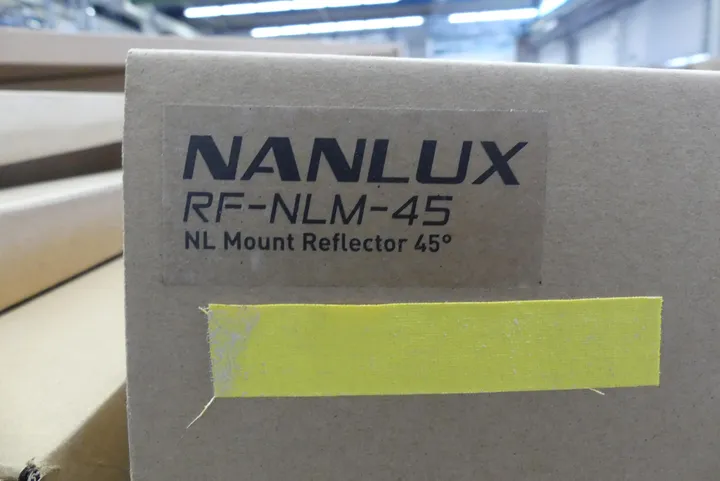 NANLUX
RF-NLM-45
NL Mount Reflector 45°